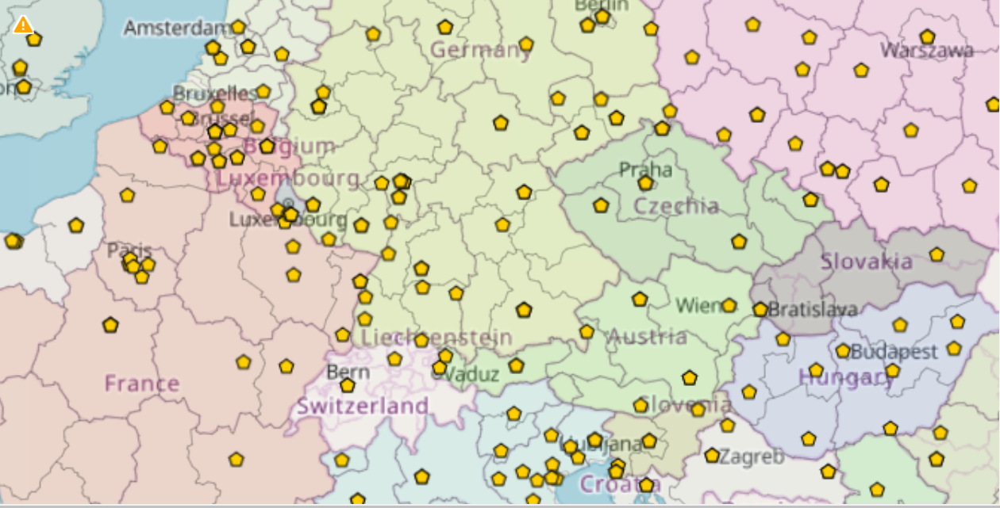 Berlin
Amsterdam
Germany
Warszawa
Bruxelles
Brussel
Belgium
Praha
Luxembourg
Czechia
Luxembourg
Paris
Slovakia
Wien
Bratislava
Liechtenstein
Austria
Budapest
Bern
Vaduz
Hungary
France
Switzerland
Slovenia
Ljubljana
Zagreb
Croatia